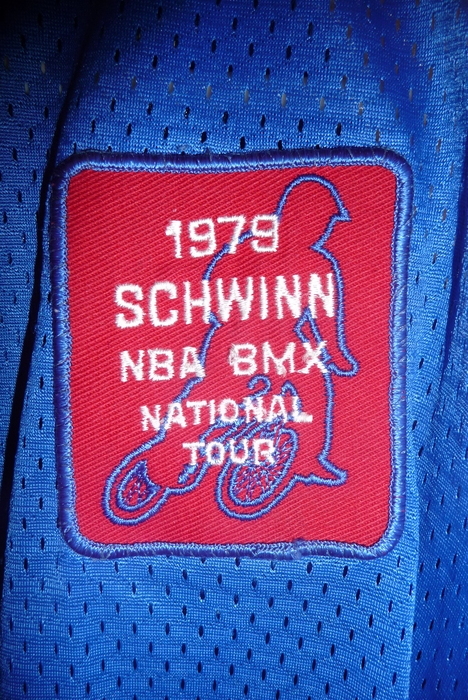 1979
SCHWINN
NBA BMX
NATIONAL
TOUR